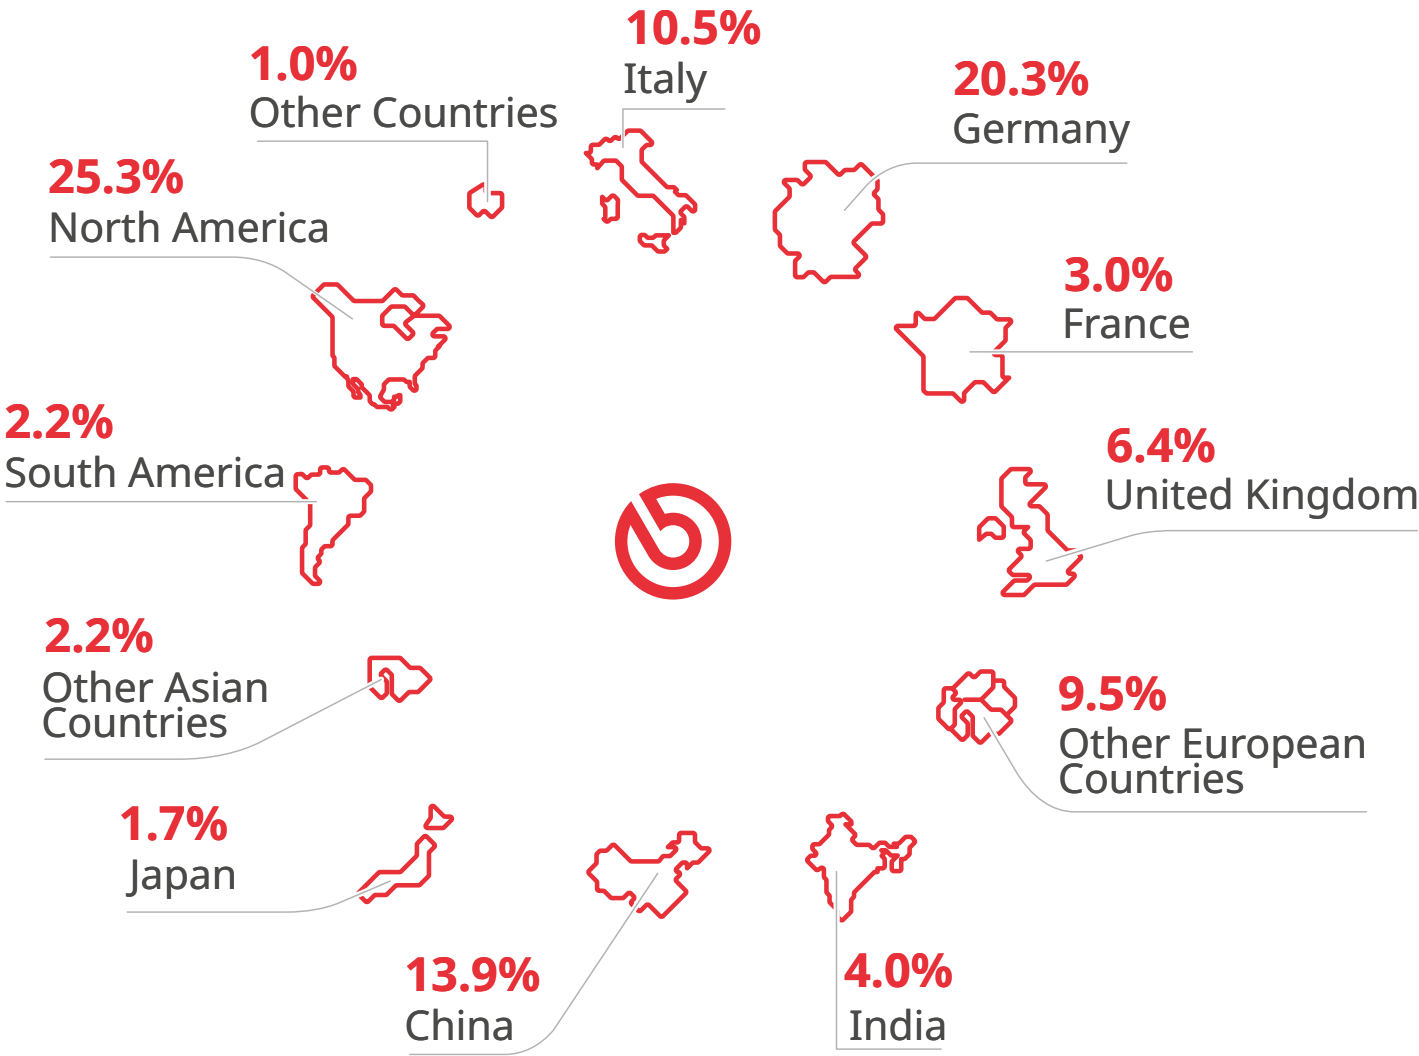 10.5%
Italy
20.3%
Germany
3.0%
France
6.4%
United Kingdom
9.5%
Other European
Countries
4.0%
India
13.9%
China
1.7%
Japan
2.2%
Other Asian
Countries
2.2%
South America
25.3%
North America
1.0%
Other Countries